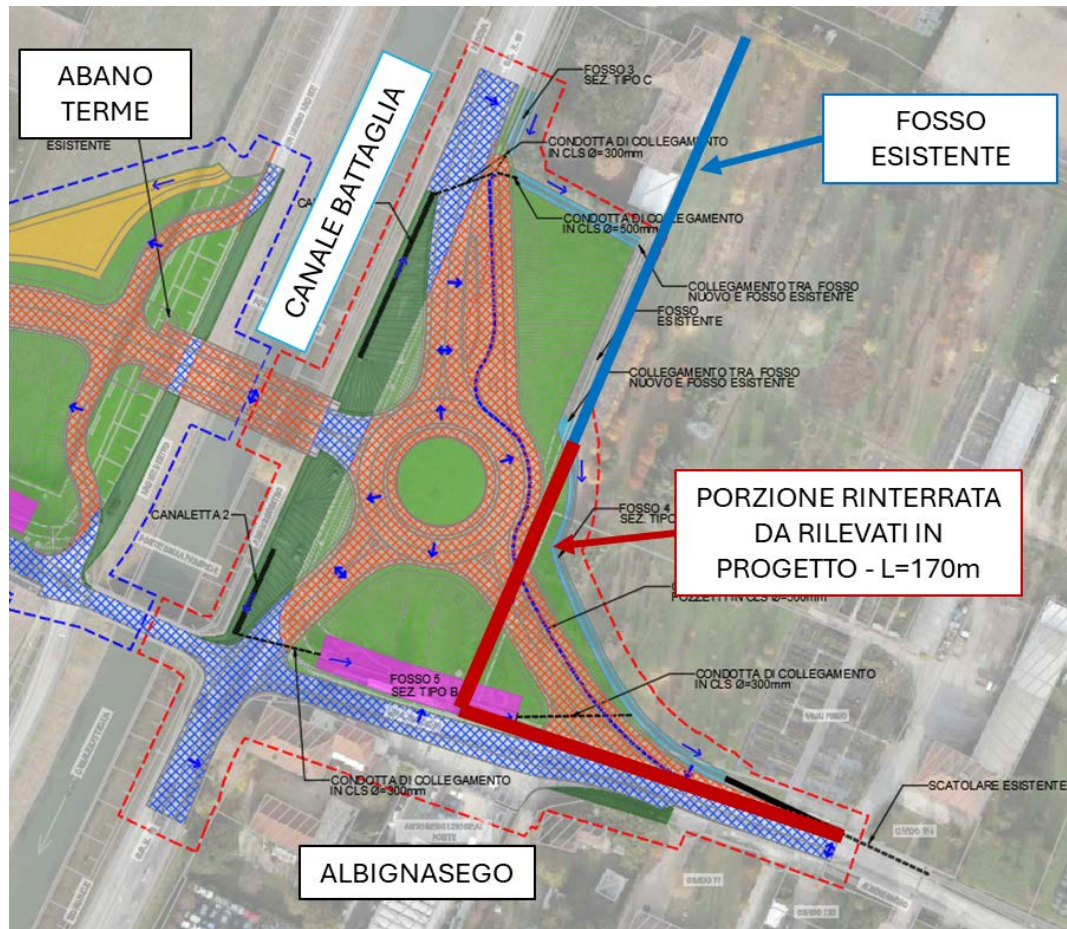 ABANO
TERME
ESISTENTE
CANALE BATTAGLIA
FOSSO 3
SEZ. TIPO C
CONDOTTA DI COLLEGAMENTO
IN CLS Ø=300mm
FOSSO
ESISTENTE
CONDOTTA DI COLLEGAMENTO
IN CLS Ø=500mm
COLLEGAMENTO TRA FOSSO
NUOVO E FOSSO ESISTENTE
FOSSO
ESISTENTE
COLLEGAMENTO TRA FOSSO
NUOVO E FOSSO ESISTENTE
PORZIONE RINTERRATA
DA RILEVATI IN
PROGETTO - L=170m
FOSSO 4
SEZ. TIPO
CANALETTA 2
POZZETTI IN CLS Ø=500mm
CONDOTTA DI COLLEGAMENTO
IN CLS Ø=300mm
FOSSO 5
SEZ. TIPO B
CONDOTTA DI COLLEGAMENTO
IN CLS Ø=300mm
SCATOLARE ESISTENTE
ALBIGNASEGO